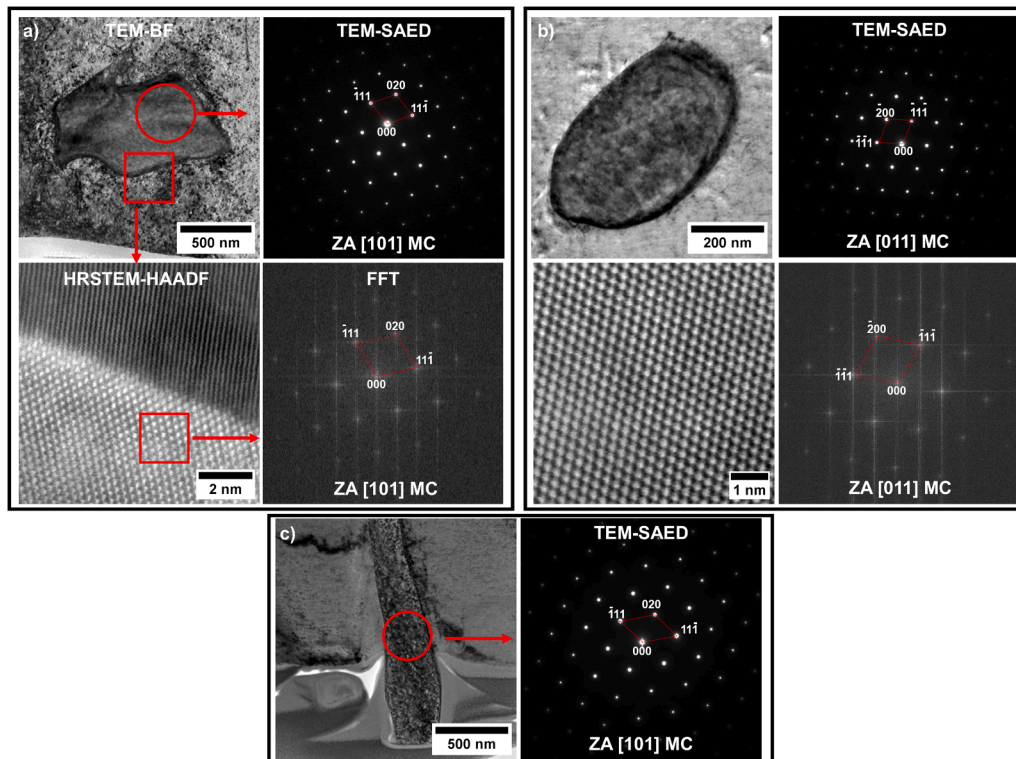 a)
TEM-BF
500 nm
TEM-SAED
020
1̄11
111̄
000
ZA [101] MC
HRSTEM-HAADF
2 nm
FFT
020
1̄11
111̄
000
ZA [101] MC
b)
200 nm
TEM-SAED
2̄00
1̄11̄
1̄1̄1
000
ZA [011] MC
1 nm
2̄00
1̄11̄
1̄1̄1
000
ZA [011] MC
c)
500 nm
TEM-SAED
020
1̄11
111̄
000
ZA [101] MC